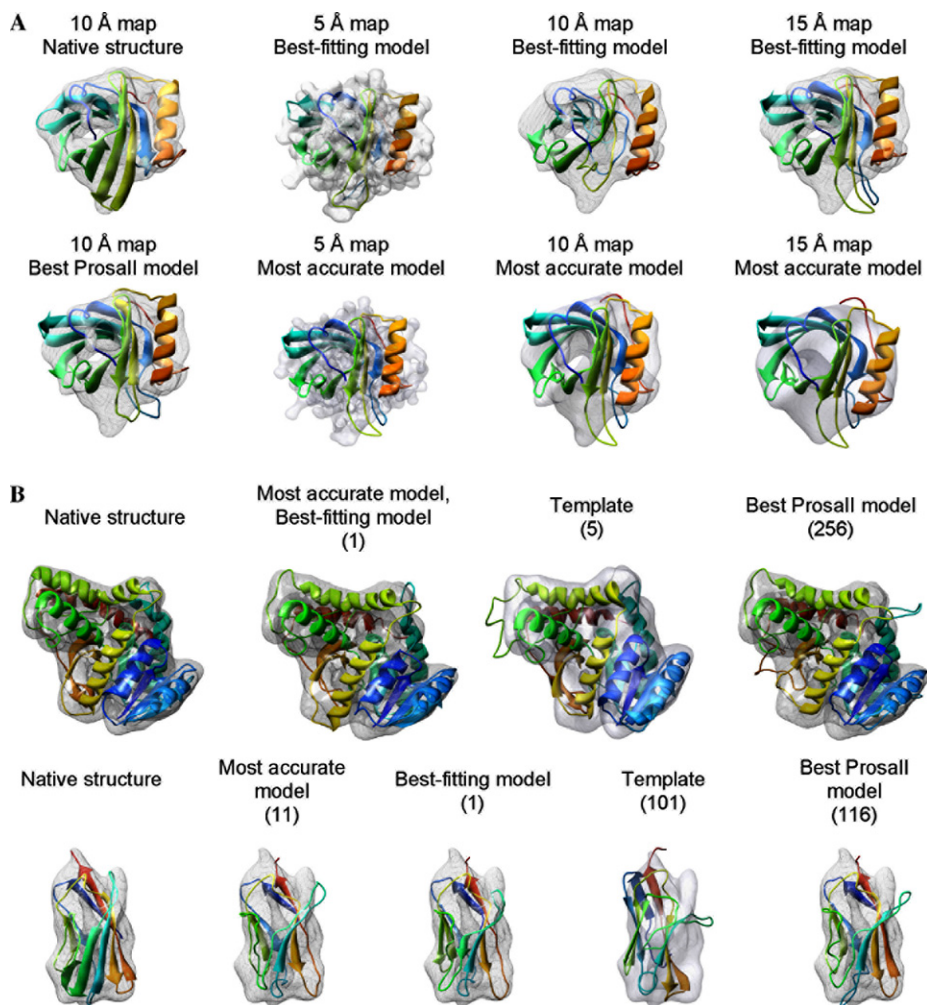 A
10 Å map
Native structure
5 Å map
Best-fitting model
10 Å map
Best-fitting model
15 Å map
Best-fitting model
10 Å map
Best Prosall model
5 Å map
Most accurate model
10 Å map
Most accurate model
15 Å map
Most accurate model
B
Native structure
Most accurate model,
Best-fitting model
(1)
Template
(5)
Best Prosall model
(256)
Native structure
Most accurate
model
(11)
Best-fitting model
(1)
Template
(101)
Best Prosall
model
(116)